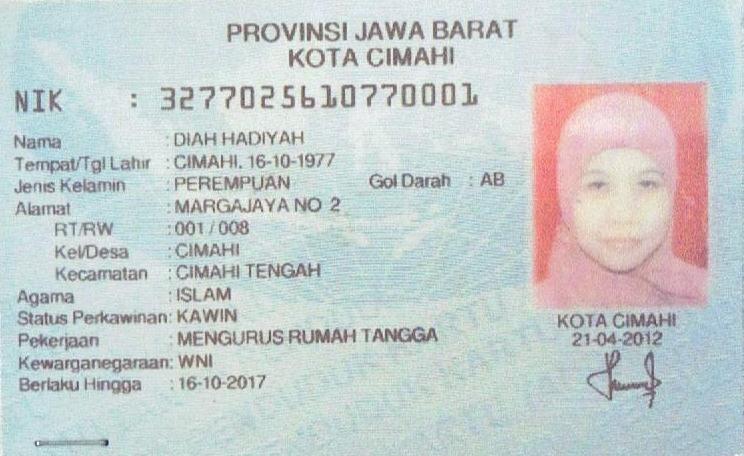 PROVINSI JAWA BARAT
KOTA CIMAHI
NIK : 3277025610770001
Nama : DIAH HADIYAH
Tempat/Tgl Lahir : CIMAHI, 16-10-1977
Jenis Kelamin : PEREMPUAN Gol Darah : AB
Alamat : MARGAJAYA NO 2
RT/RW : 001 / 008
Kel/Desa : CIMAHI
Kecamatan : CIMAHI TENGAH
Agama : ISLAM
Status Perkawinan: KAWIN
Pekerjaan : MENGURUS RUMAH TANGGA
Kewarganegaraan: WNI
Berlaku Hingga : 16-10-2017
KOTA CIMAHI
21-04-2012